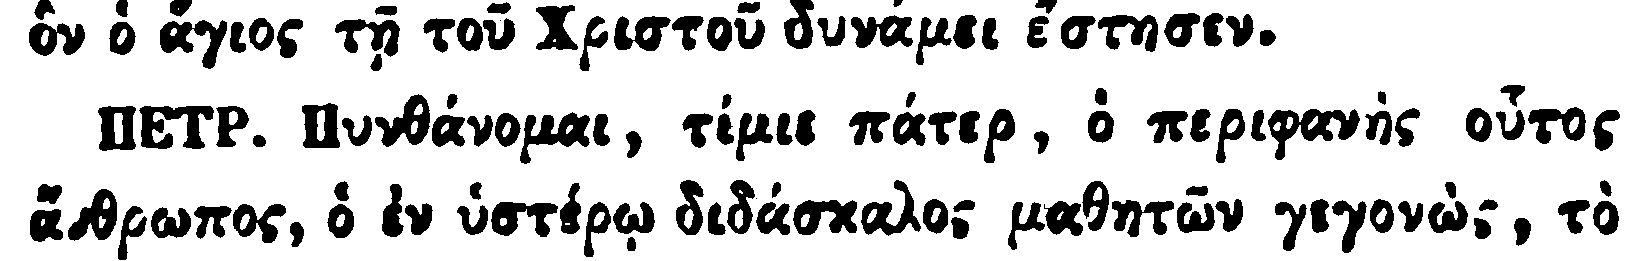 ὃν ὁ ἅγιος τῇ τοῦ Χριστοῦ δυνάμει ἔστησεν.
ΠΕΤΡ. Πυνθάνομαι, τίμιε πάτερ, ὁ περιφανὴς οὗτος
ἄνθρωπος, ὁ ἐν ὑστέρῳ διδάσκαλος μαθητῶν γεγονὼς, τὸ